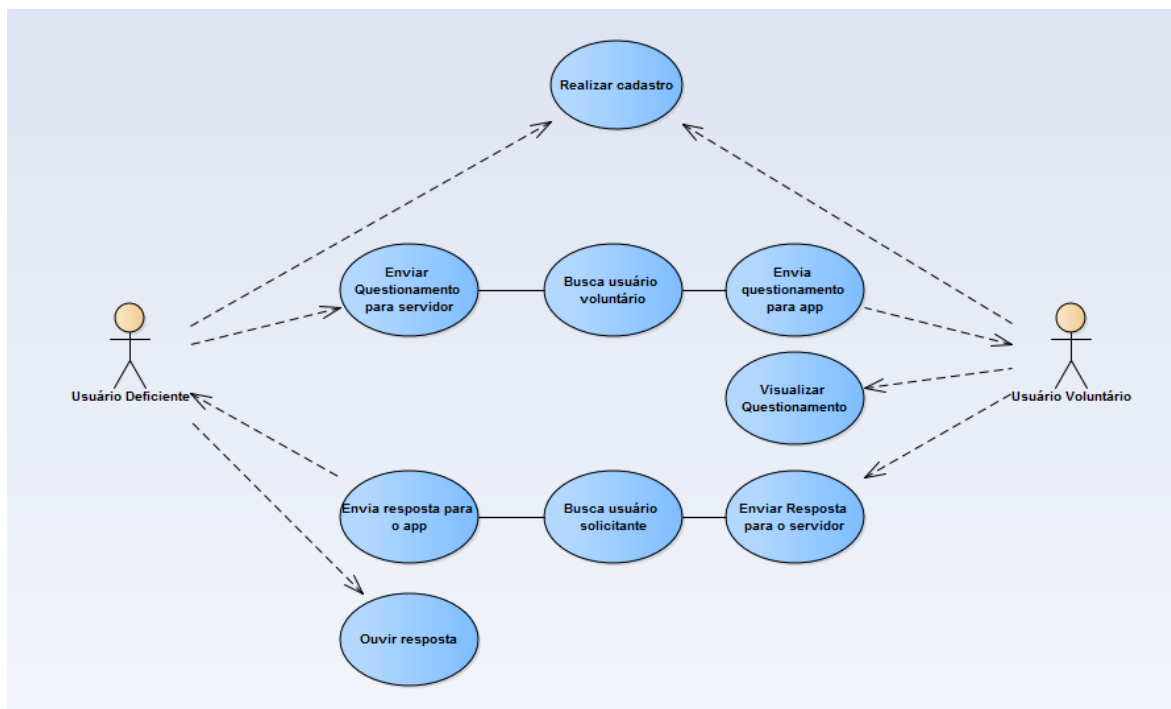 Realizar cadastro
Enviar
Questionamento
para servidor
Busca usuário
voluntário
Envia
questionamento
para app
Usuário Deficiente
Visualizar
Questionamento
Usuário Voluntário
Envia resposta para
o app
Busca usuário
solicitante
Enviar Resposta
para o servidor
Ouvir resposta